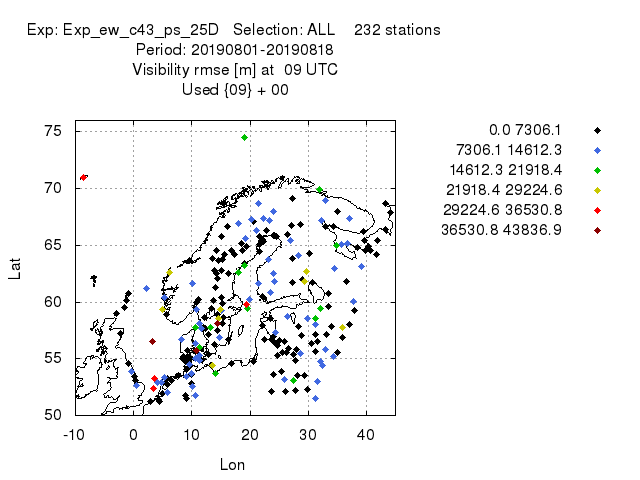 Exp: Exp_ew_c43_ps_25D Selection: ALL 232 stations
Period: 20190801-20190818
Visibility rmse [m] at 09 UTC
Used {09} + 00
0.0 7306.1
7306.1 14612.3
14612.3 21918.4
21918.4 29224.6
29224.6 36530.8
36530.8 43836.9
75
70
65
60
55
50
Lat
-10 0 10 20 30 40
Lon